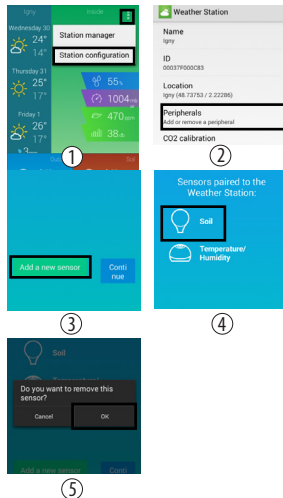 Igny
Inside
Wednesday 30
24°
14°
Station manager
Station configuration
Thursday 31
25°
17°
55%
1004
Friday 1
26°
17°
470
38
①
Weather Station
Name
Igny
ID
00037F000C83
Location
Igny (48.73753 / 2.22286)
Peripherals
Add or remove a peripheral
CO2 calibration
②
Add a new sensor
Conti
nue
③
Sensors paired to the
Weather Station:
Soil
Temperature/
Humidity
④
Soil
Do you want to remove this
sensor?
Cancel
OK
Add a new sensor
Conti
⑤